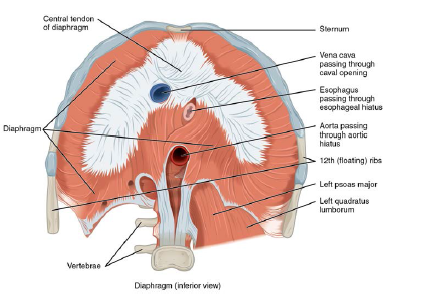 Central tendon
of diaphragm
Sternum
Vena cava
passing through
caval opening
Esophagus
passing through
esophageal hiatus
Diaphragm
Aorta passing
through aortic
hiatus
12th (floating) ribs
Left psoas major
Left quadratus
lumborum
Vertebrae
Diaphragm (inferior view)